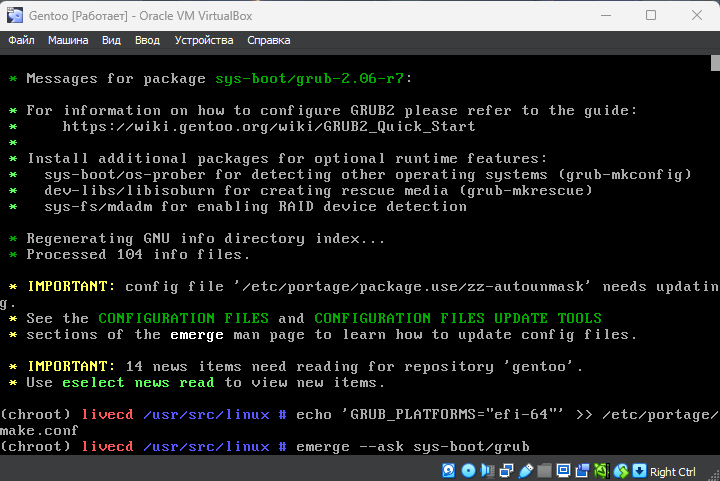 Gentoo [Работает] - Oracle VM VirtualBox
Файл Машина Вид Ввод Устройства Справка
* Messages for package sys-boot/grub-2.06-r7:
* For information on how to configure GRUB2 please refer to the guide:
*     https://wiki.gentoo.org/wiki/GRUB2_Quick_Start
*
* Install additional packages for optional runtime features:
*   sys-boot/os-prober for detecting other operating systems (grub-mkconfig)
*   dev-libs/libisoburn for creating rescue media (grub-mkrescue)
*   sys-fs/mdadm for enabling RAID device detection
* Regenerating GNU info directory index...
* Processed 104 info files.
* IMPORTANT: config file '/etc/portage/package.use/zz-autounmask' needs updatin
g.
* See the CONFIGURATION FILES and CONFIGURATION FILES UPDATE TOOLS
* sections of the emerge man page to learn how to update config files.
* IMPORTANT: 14 news items need reading for repository 'gentoo'.
* Use eselect news read to view new items.
(chroot) livecd /usr/src/linux # echo 'GRUB_PLATFORMS="efi-64"' >> /etc/portage/
make.conf
(chroot) livecd /usr/src/linux # emerge --ask sys-boot/grub
Right Ctrl